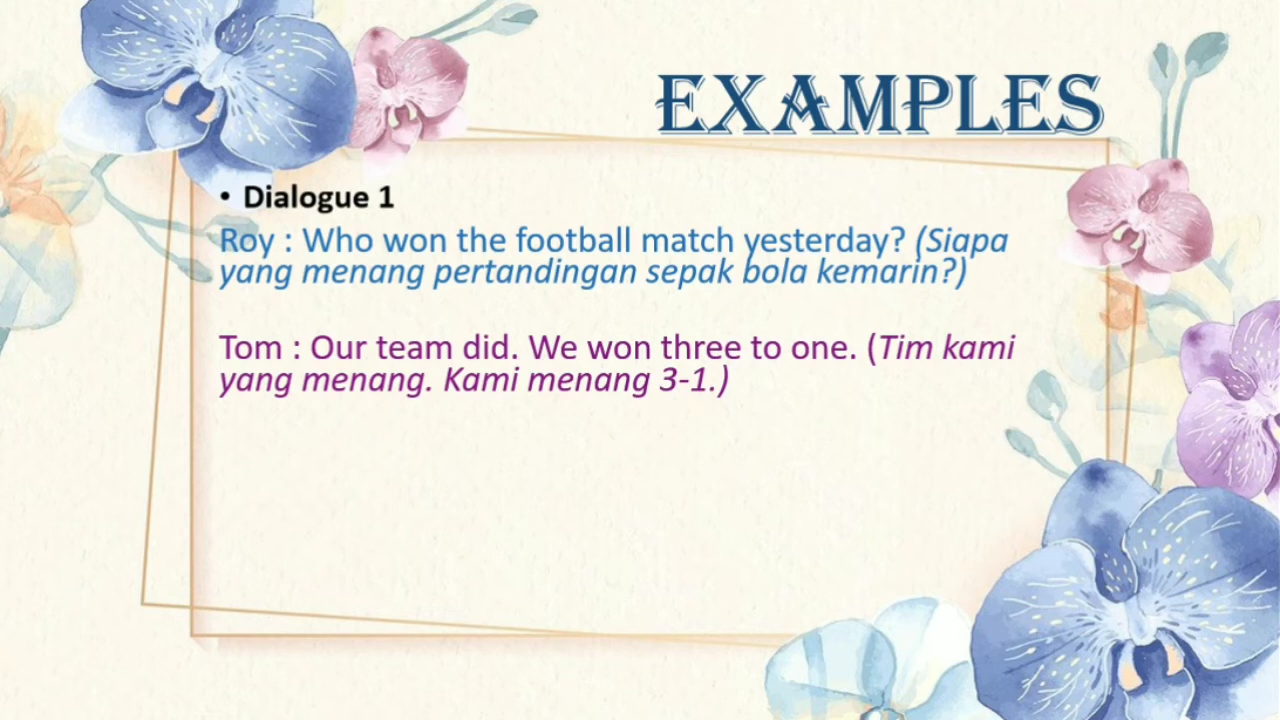 EXAMPLES
• Dialogue 1
Roy : Who won the football match yesterday? (Siapa
yang menang pertandingan sepak bola kemarin?)
Tom : Our team did. We won three to one. (Tim kami
yang menang. Kami menang 3-1.)